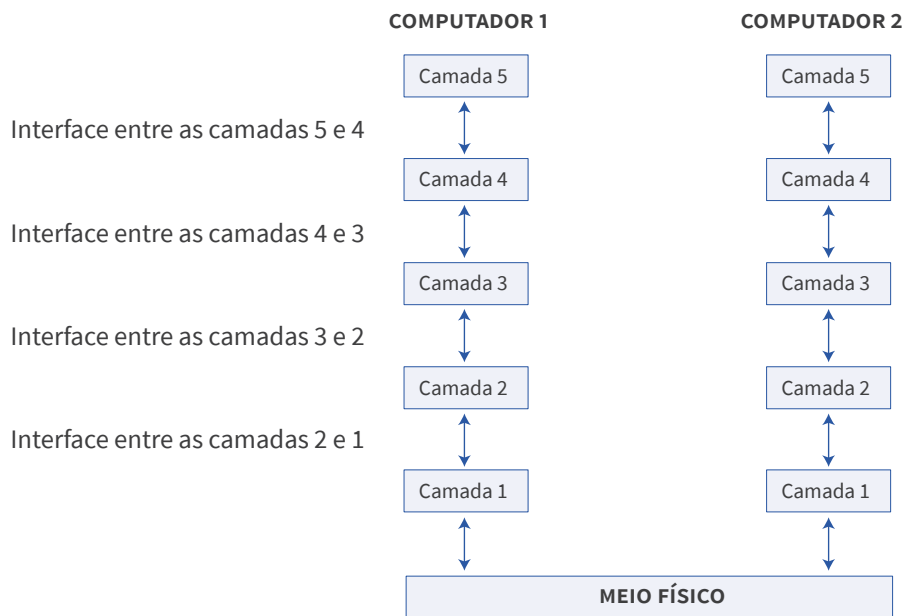 COMPUTADOR 1 COMPUTADOR 2
Camada 5 Camada 5
Interface entre as camadas 5 e 4
Camada 4 Camada 4
Interface entre as camadas 4 e 3
Camada 3 Camada 3
Interface entre as camadas 3 e 2
Camada 2 Camada 2
Interface entre as camadas 2 e 1
Camada 1 Camada 1
MEIO FÍSICO